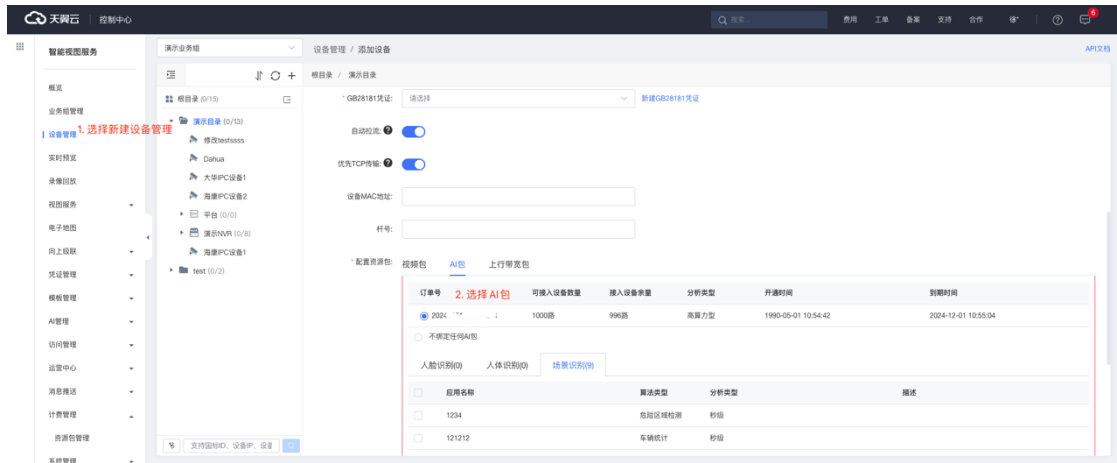 天翼云 | 控制中心
搜索...
费用 工单 备案 支持 合作
6
智能视图服务
概览
业务组管理
设备管理
实时预览
录像回放
视图服务
电子地图
向上级联
凭证管理
模板管理
AI管理
访问管理
运营中心
消息推送
计费管理
资源包管理
系统管理
1. 选择新建设备管理
演示业务组
根目录 (0/15)
演示目录 (0/13)
修改testssss
Dahua
大华IPC设备1
海康IPC设备2
平台 (0/0)
演示NVR (0/8)
海康IPC设备1
test (0/2)
支持国标ID、设备IP、设备
设备管理 / 添加设备
API文档
根目录 / 演示目录
* GB28181凭证: 请选择 新建GB28181凭证
自动拉流:
优先TCP传输:
设备MAC地址:
杆号:
* 配置资源包: 视频包 AI包 上行带宽包
2. 选择 AI 包
订单号 可接入设备数量 接入设备余量 分析类型 开通时间 到期时间
2024 1000路 996路 高算力型 1990-05-01 10:54:42 2024-12-01 10:55:04
不绑定任何AI包
人脸识别(0) 人体识别(0) 场景识别(9)
应用名称 算法类型 分析类型 描述
1234 危险区域检测 秒级
121212 车辆统计 秒级